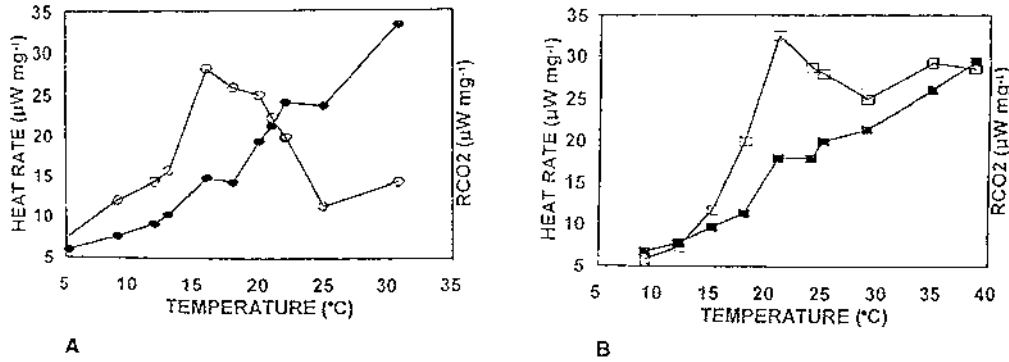 35
30
25
20
15
10
5
HEAT RATE (µW mg-1)
RCO2 (µW mg-1)
5 10 15 20 25 30 35
TEMPERATURE (°C)
A
35
30
25
20
15
10
5
HEAT RATE (µW mg-1)
RCO2 (µW mg-1)
5 10 15 20 25 30 35 40
TEMPERATURE (°C)
B